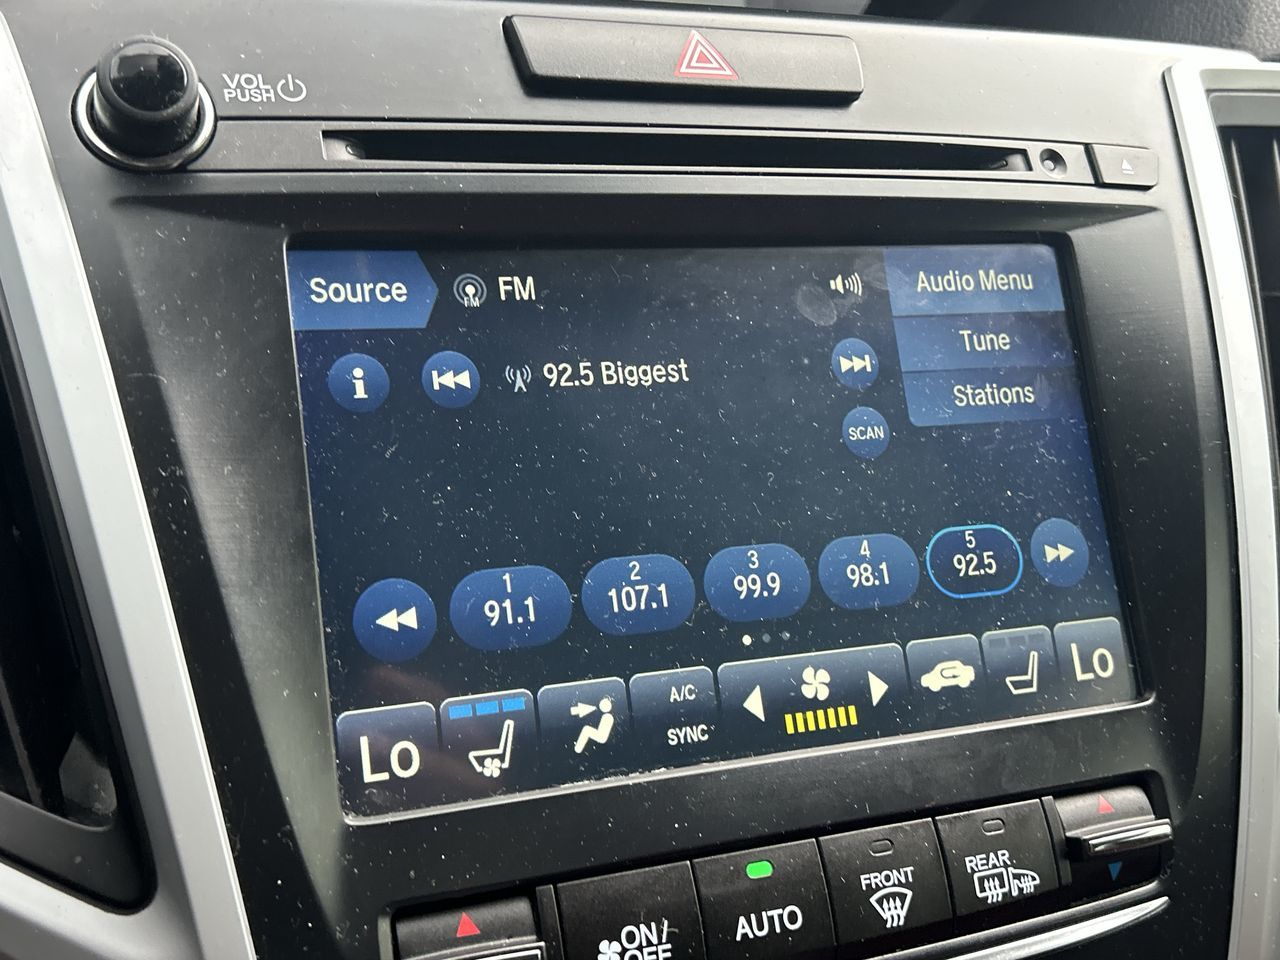 VOL
PUSH
Source
FM
FM
Audio Menu
Tune
Stations
i
92.5 Biggest
SCAN
1
91.1
2
107.1
3
99.9
4
98.1
5
92.5
Lo
A/C
SYNC
Lo
ON/
OFF
AUTO
FRONT
REAR